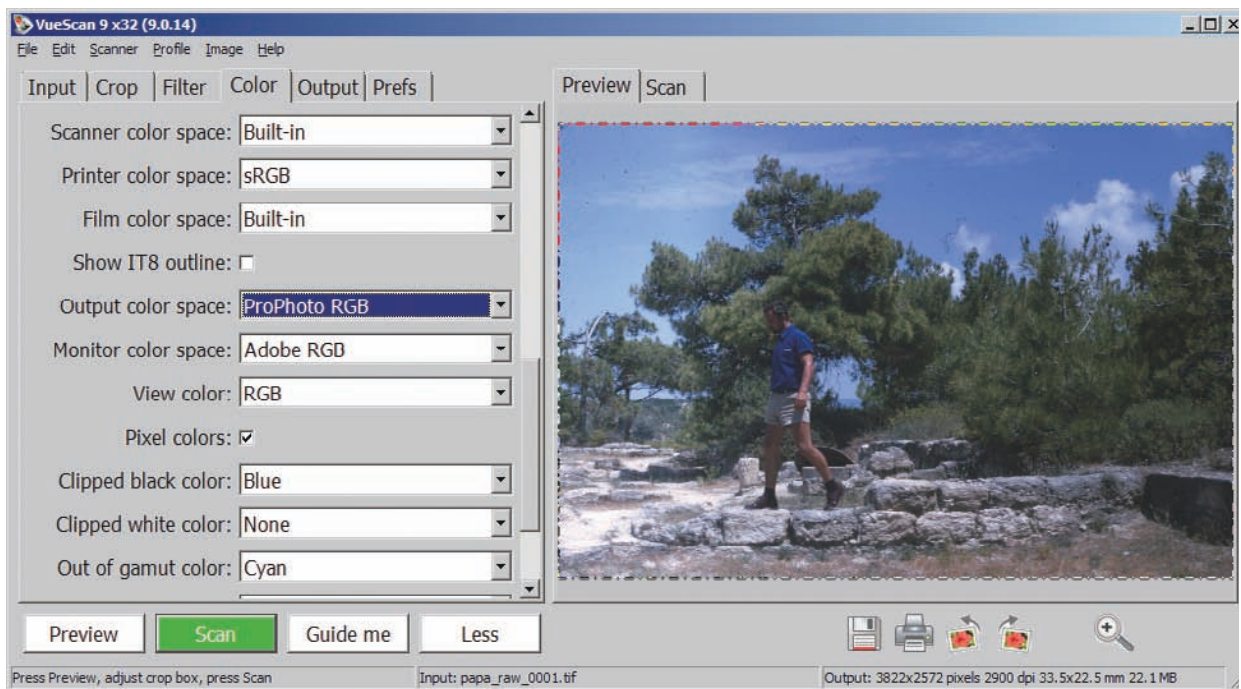 VueScan 9 x32 (9.0.14)
File Edit Scanner Profile Image Help
Input Crop Filter Color Output Prefs
Scanner color space: Built-in
Printer color space: sRGB
Film color space: Built-in
Show IT8 outline:
Output color space: ProPhoto RGB
Monitor color space: Adobe RGB
View color: RGB
Pixel colors:
Clipped black color: Blue
Clipped white color: None
Out of gamut color: Cyan
Preview Scan Guide me Less
Preview Scan
Press Preview, adjust crop box, press Scan
Input: papa_raw_0001.tif
Output: 3822x2572 pixels 2900 dpi 33.5x22.5 mm 22.1 MB